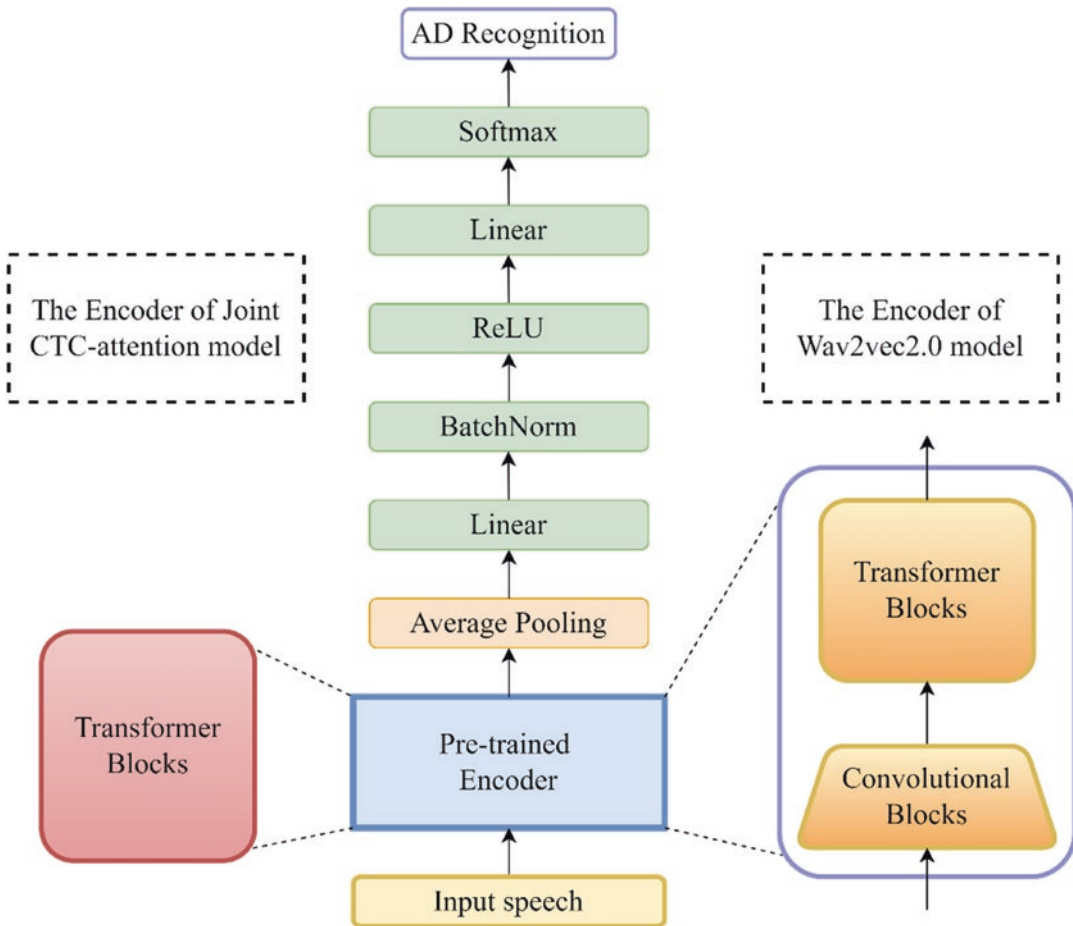 AD Recognition
Softmax
Linear
The Encoder of Joint
CTC-attention model
ReLU
The Encoder of
Wav2vec2.0 model
BatchNorm
Linear
Average Pooling
Transformer
Blocks
Transformer
Blocks
Pre-trained
Encoder
Convolutional
Blocks
Input speech